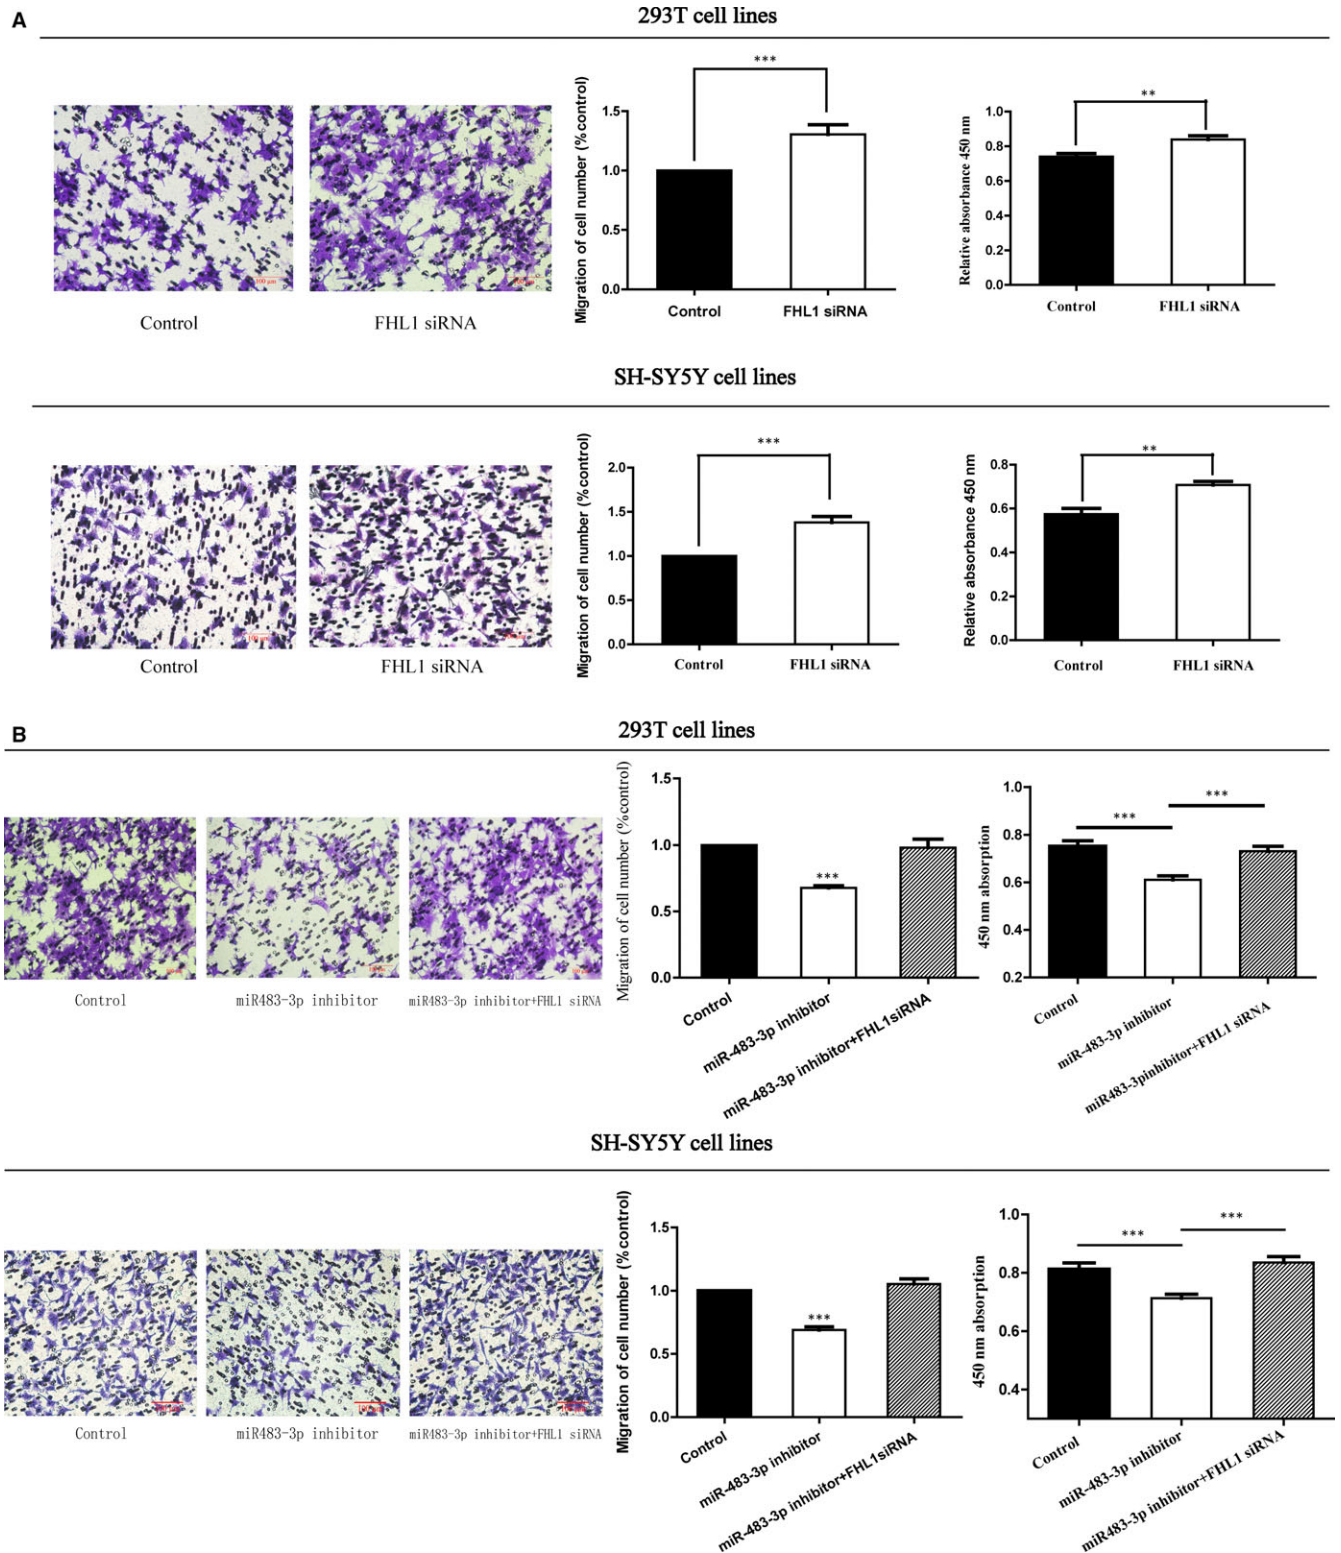 A
293T cell lines
Migration of cell number (%control)
1.5
1.0
0.5
0.0
***
Control
FHL1 siRNA
Relative absorbance 450 nm
1.0
0.8
0.6
0.4
0.2
0.0
**
Control
FHL1 siRNA
100 μm
Control
FHL1 siRNA
SH-SY5Y cell lines
Migration of cell number (%control)
2.0
1.5
1.0
0.5
0.0
***
Control
FHL1 siRNA
Relative absorbance 450 nm
0.8
0.6
0.4
0.2
0.0
**
Control
FHL1 siRNA
100 μm
Control
FHL1 siRNA
B
293T cell lines
Control
miR483-3p inhibitor
miR483-3p inhibitor+FHL1 siRNA
Migration of cell number (%control)
1.5
1.0
0.5
0.0
***
Control
miR-483-3p inhibitor
miR-483-3p inhibitor+FHL1siRNA
450 nm absorption
1.0
0.8
0.6
0.4
0.2
***
***
Control
miR-483-3p inhibitor
miR483-3pinhibitor+FHL1 siRNA
SH-SY5Y cell lines
Control
miR483-3p inhibitor
miR483-3p inhibitor+FHL1 siRNA
Migration of cell number (%control)
1.5
1.0
0.5
0.0
***
Control
miR-483-3p inhibitor
miR-483-3p inhibitor+FHL1siRNA
450 nm absorption
1.0
0.8
0.6
0.4
***
***
Control
miR-483-3p inhibitor
miR483-3p inhibitor+FHL1 siRNA